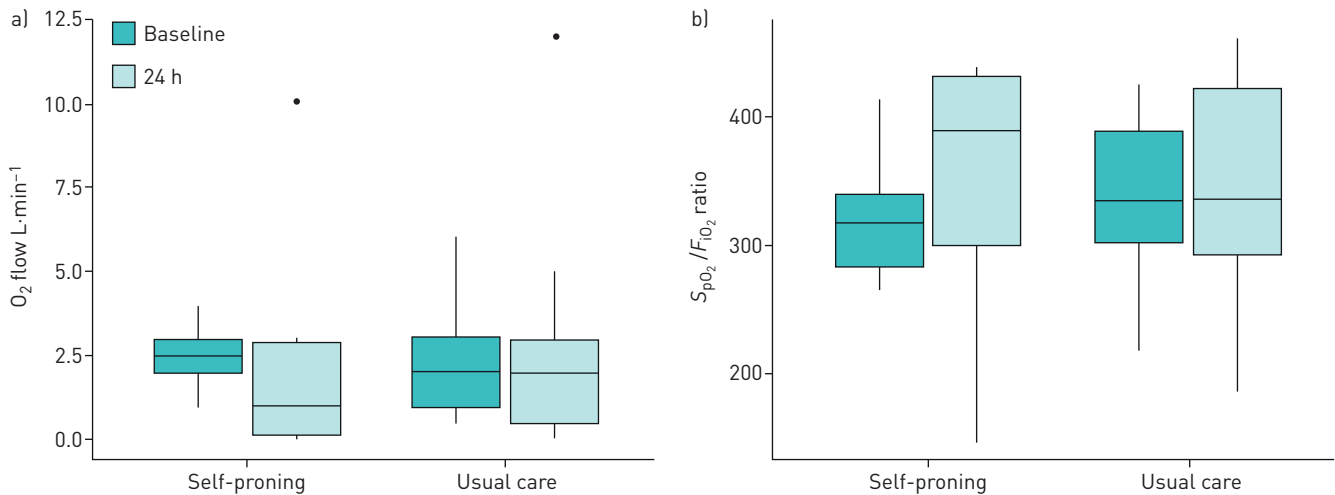 a)
12.5
10.0
7.5
5.0
2.5
0.0
O₂ flow L·min⁻¹
Baseline
24 h
Self-proning
Usual care
b)
400
300
200
SpO₂/FiO₂ ratio
Self-proning
Usual care